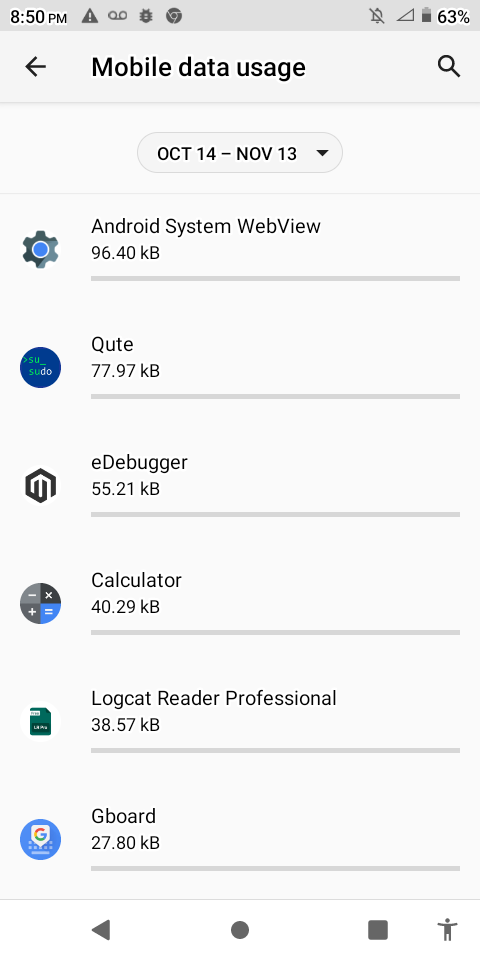 8:50 PM 63%
Mobile data usage
OCT 14 – NOV 13
Android System WebView
96.40 kB
>su_
sudo
Qute
77.97 kB
eDebugger
55.21 kB
Calculator
40.29 kB
Logcat Reader Professional
38.57 kB
LR Pro
Gboard
27.80 kB
G